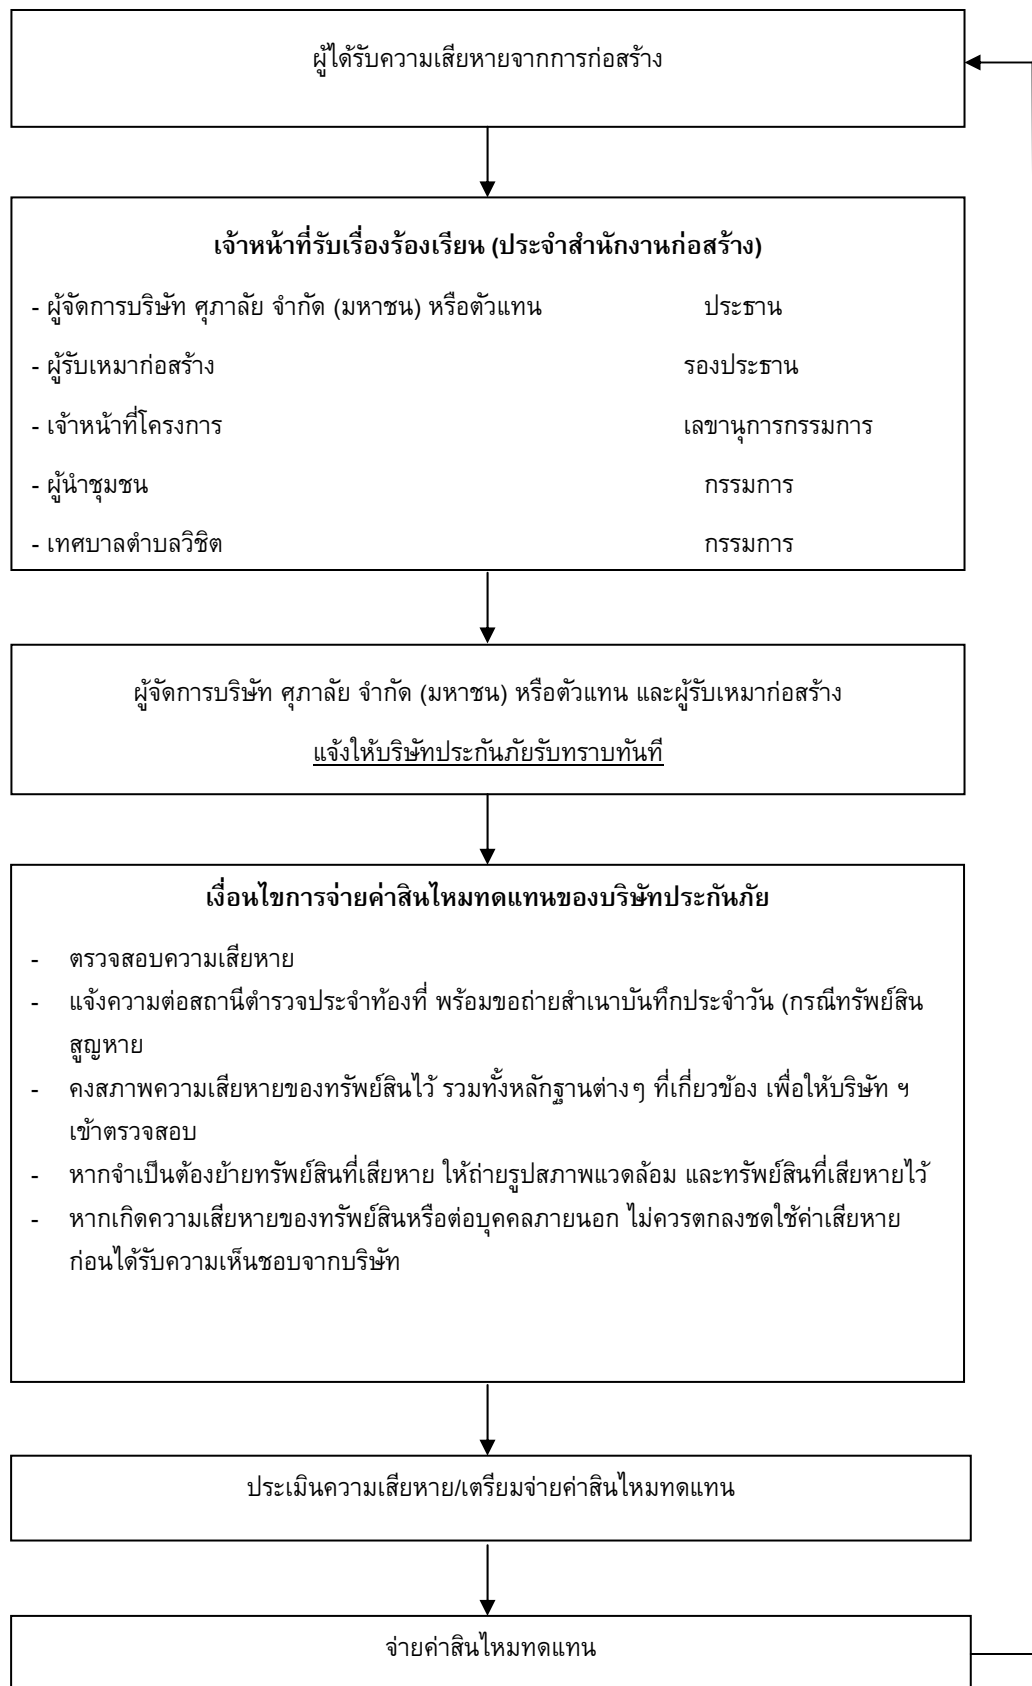 ผู้ได้รับความเสียหายจากการก่อสร้าง
เจ้าหน้าที่รับเรื่องร้องเรียน (ประจำสำนักงานก่อสร้าง)
- ผู้จัดการบริษัท ศุภาลัย จำกัด (มหาชน) หรือตัวแทน ประธาน
- ผู้รับเหมาก่อสร้าง รองประธาน
- เจ้าหน้าที่โครงการ เลขานุการกรรมการ
- ผู้นำชุมชน กรรมการ
- เทศบาลตำบลวิชิต กรรมการ
ผู้จัดการบริษัท ศุภาลัย จำกัด (มหาชน) หรือตัวแทน และผู้รับเหมาก่อสร้าง
แจ้งให้บริษัทประกันภัยรับทราบทันที
เงื่อนไขการจ่ายค่าสินไหมทดแทนของบริษัทประกันภัย
- ตรวจสอบความเสียหาย
- แจ้งความต่อสถานีตำรวจประจำท้องที่ พร้อมขอถ่ายสำเนาบันทึกประจำวัน (กรณีทรัพย์สิน
สูญหาย
- คงสภาพความเสียหายของทรัพย์สินไว้ รวมทั้งหลักฐานต่างๆ ที่เกี่ยวข้อง เพื่อให้บริษัท ฯ
เข้าตรวจสอบ
- หากจำเป็นต้องย้ายทรัพย์สินที่เสียหาย ให้ถ่ายรูปสภาพแวดล้อม และทรัพย์สินที่เสียหายไว้
- หากเกิดความเสียหายของทรัพย์สินหรือต่อบุคคลภายนอก ไม่ควรตกลงชดใช้ค่าเสียหาย
ก่อนได้รับความเห็นชอบจากบริษัท
ประเมินความเสียหาย/เตรียมจ่ายค่าสินไหมทดแทน
จ่ายค่าสินไหมทดแทน